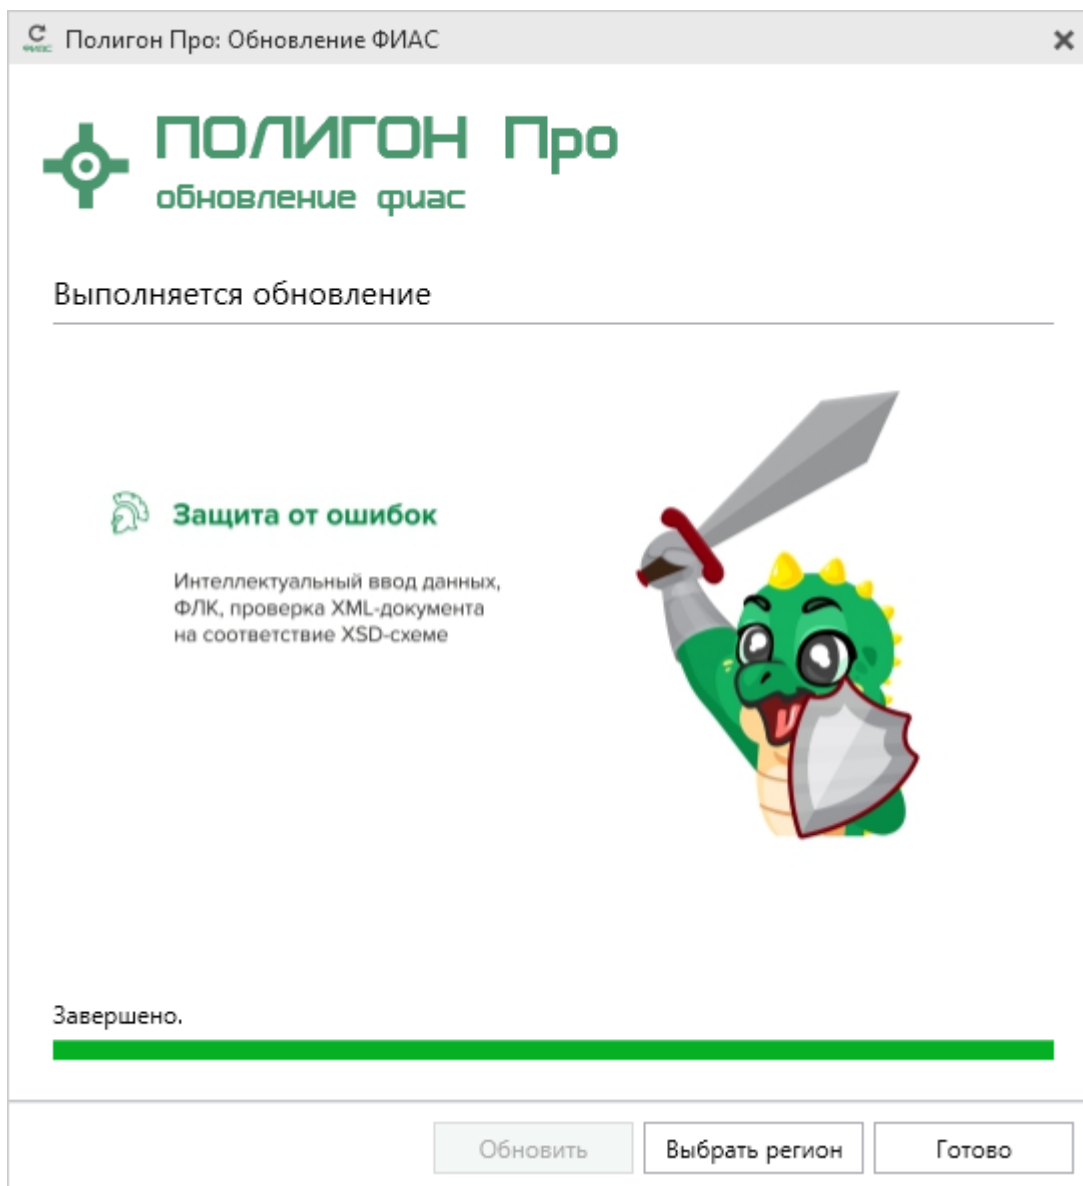 Полигон Про: Обновление ФИАС
ПОЛИГОН Про
обновление фиас
Выполняется обновление
Защита от ошибок
Интеллектуальный ввод данных,
ФЛК, проверка XML-документа
на соответствие XSD-схеме
Завершено.
Обновить
Выбрать регион
Готово